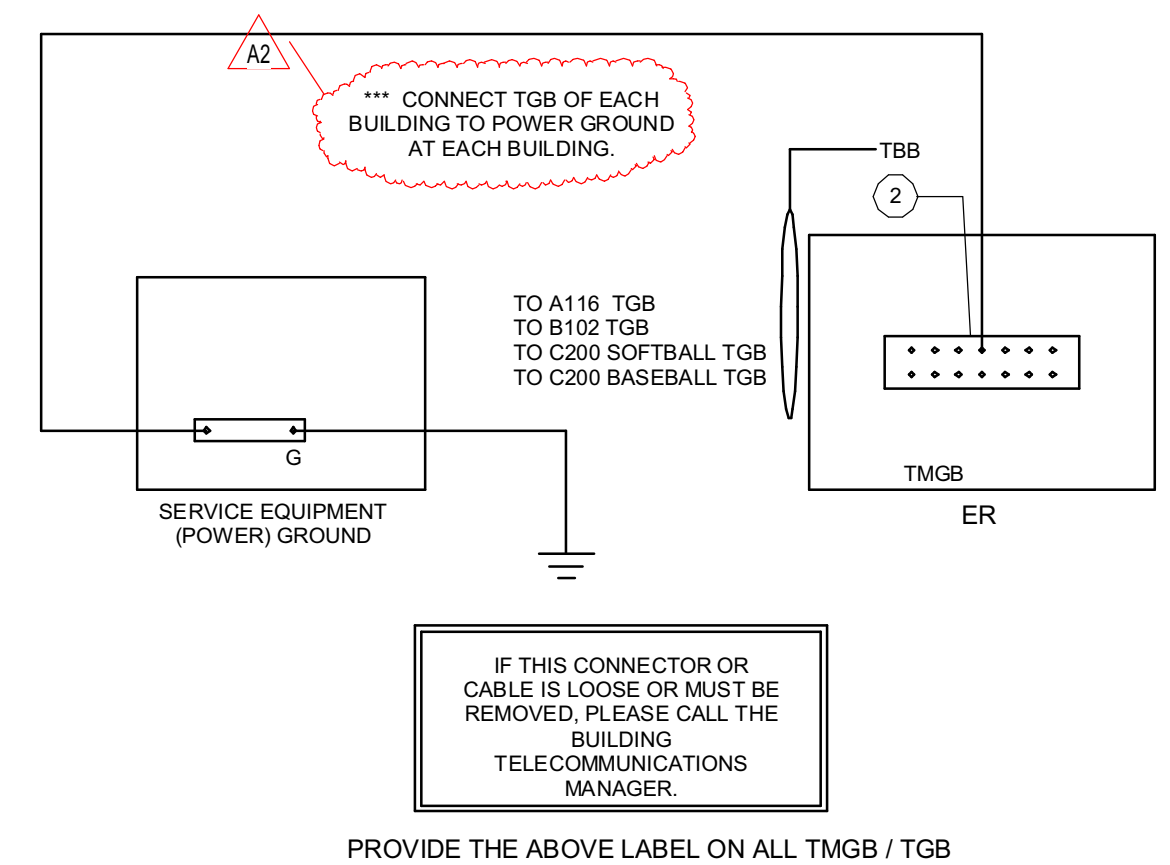 A2
*** CONNECT TGB OF EACH
BUILDING TO POWER GROUND
AT EACH BUILDING.
TBB
2
TO A116 TGB
TO B102 TGB
TO C200 SOFTBALL TGB
TO C200 BASEBALL TGB
G
TMGB
SERVICE EQUIPMENT
(POWER) GROUND
ER
IF THIS CONNECTOR OR
CABLE IS LOOSE OR MUST BE
REMOVED, PLEASE CALL THE
BUILDING
TELECOMMUNICATIONS
MANAGER.
PROVIDE THE ABOVE LABEL ON ALL TMGB / TGB